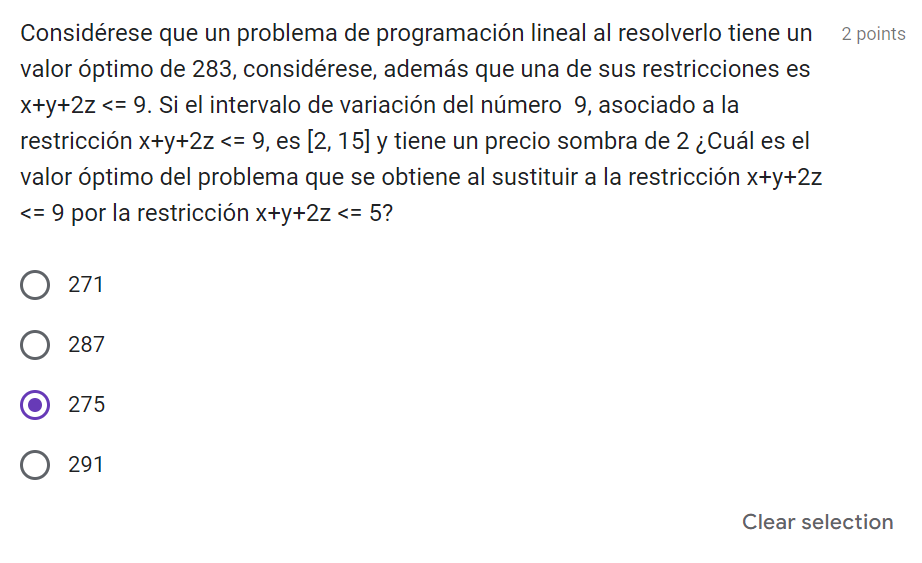 Considérese que un problema de programación lineal al resolverlo tiene un
2 points
valor óptimo de 283, considérese, además que una de sus restricciones es
x+y+2z <= 9. Si el intervalo de variación del número  9, asociado a la
restricción x+y+2z <= 9, es [2, 15] y tiene un precio sombra de 2 ¿Cuál es el
valor óptimo del problema que se obtiene al sustituir a la restricción x+y+2z
<= 9 por la restricción x+y+2z <= 5?
271
287
275
291
Clear selection